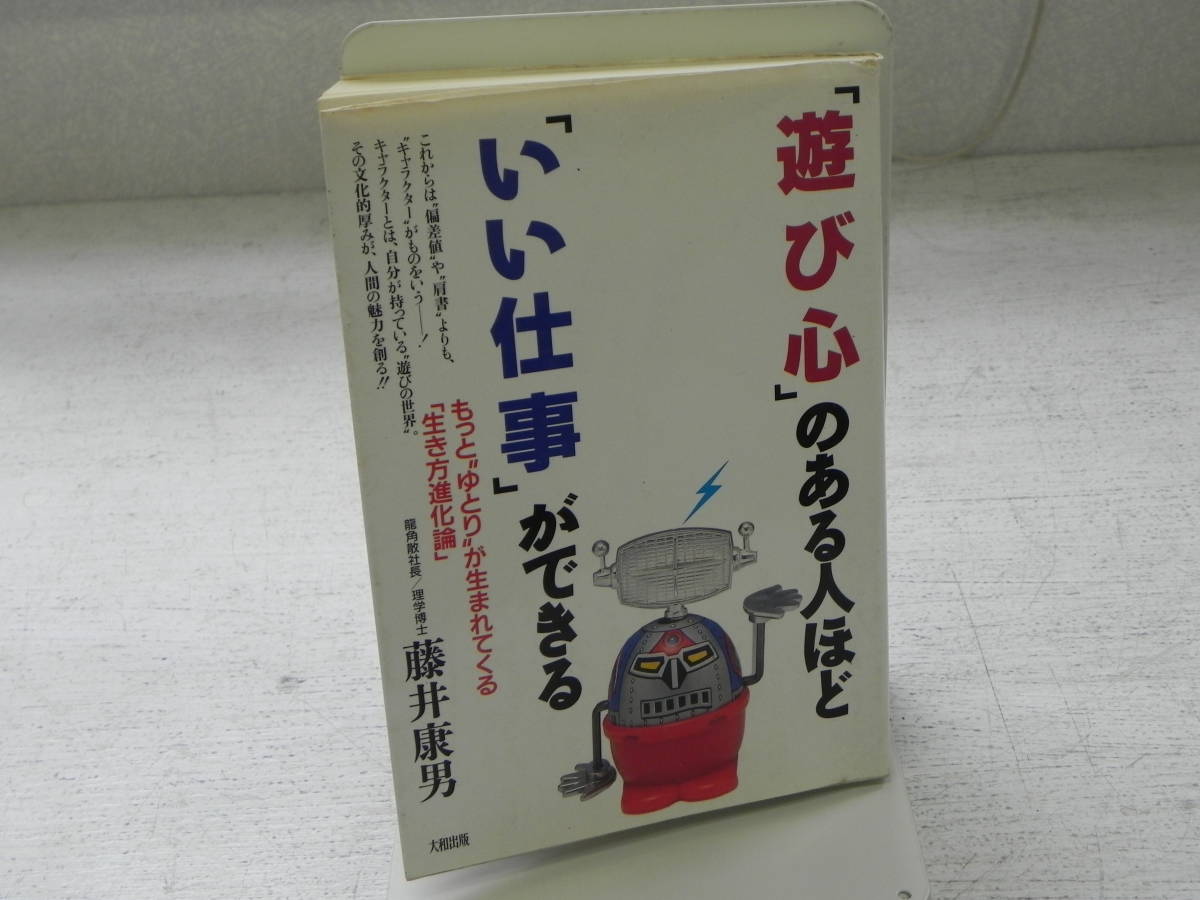 「遊び心」のある人ほど
「いい仕事」ができる
これからは〝偏差値〟や〝肩書〟よりも、
〝キャラクター〟がものをいう——！
キャラクターとは、自分が持っている〝遊びの世界〟。
その文化的厚みが、人間の魅力を創る!!
もっと〝ゆとり〟が生まれてくる
「生き方進化論」
龍角散社長／理学博士
藤井康男
大和出版